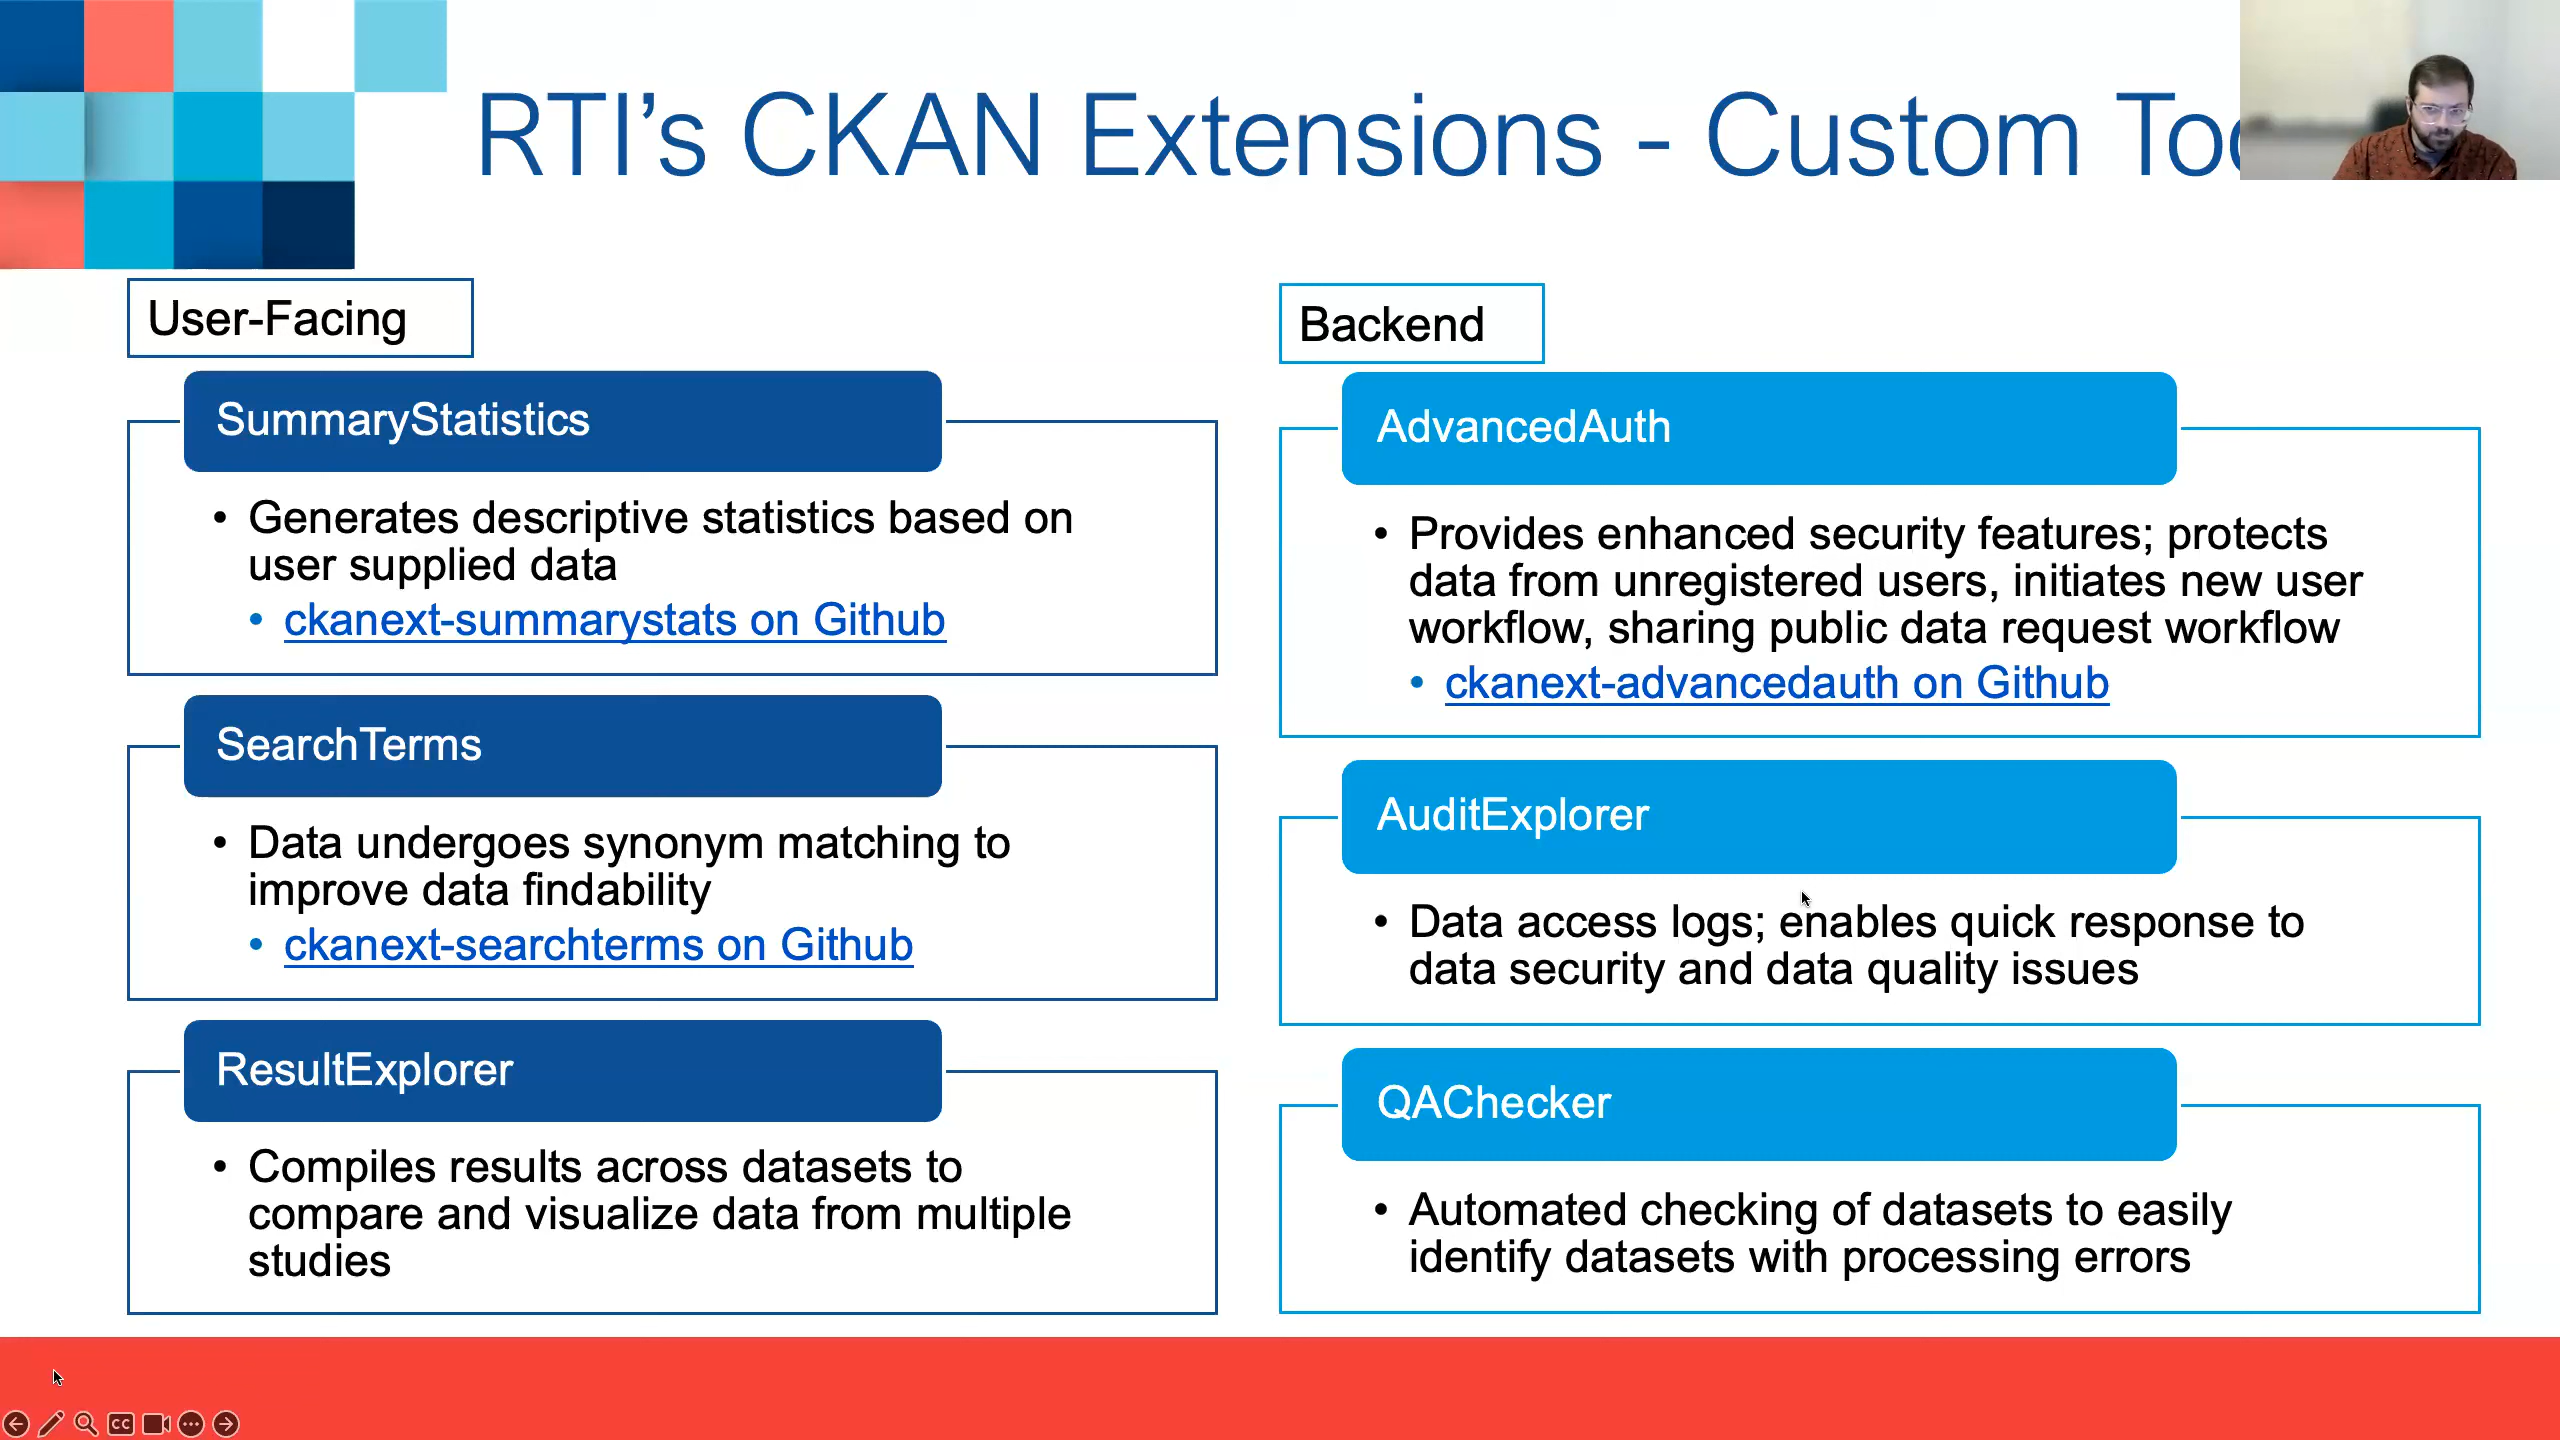 RTI's CKAN Extensions - Custom
User-Facing
SummaryStatistics
• Generates descriptive statistics based on
user supplied data
• ckanext-summarystats on Github
SearchTerms
• Data undergoes synonym matching to
improve data findability
• ckanext-searchterms on Github
ResultExplorer
• Compiles results across datasets to
compare and visualize data from multiple
studies
Backend
AdvancedAuth
• Provides enhanced security features; protects
data from unregistered users, initiates new user
workflow, sharing public data request workflow
• ckanext-advancedauth on Github
AuditExplorer
• Data access logs; enables quick response to
data security and data quality issues
QAChecker
• Automated checking of datasets to easily
identify datasets with processing errors
CC